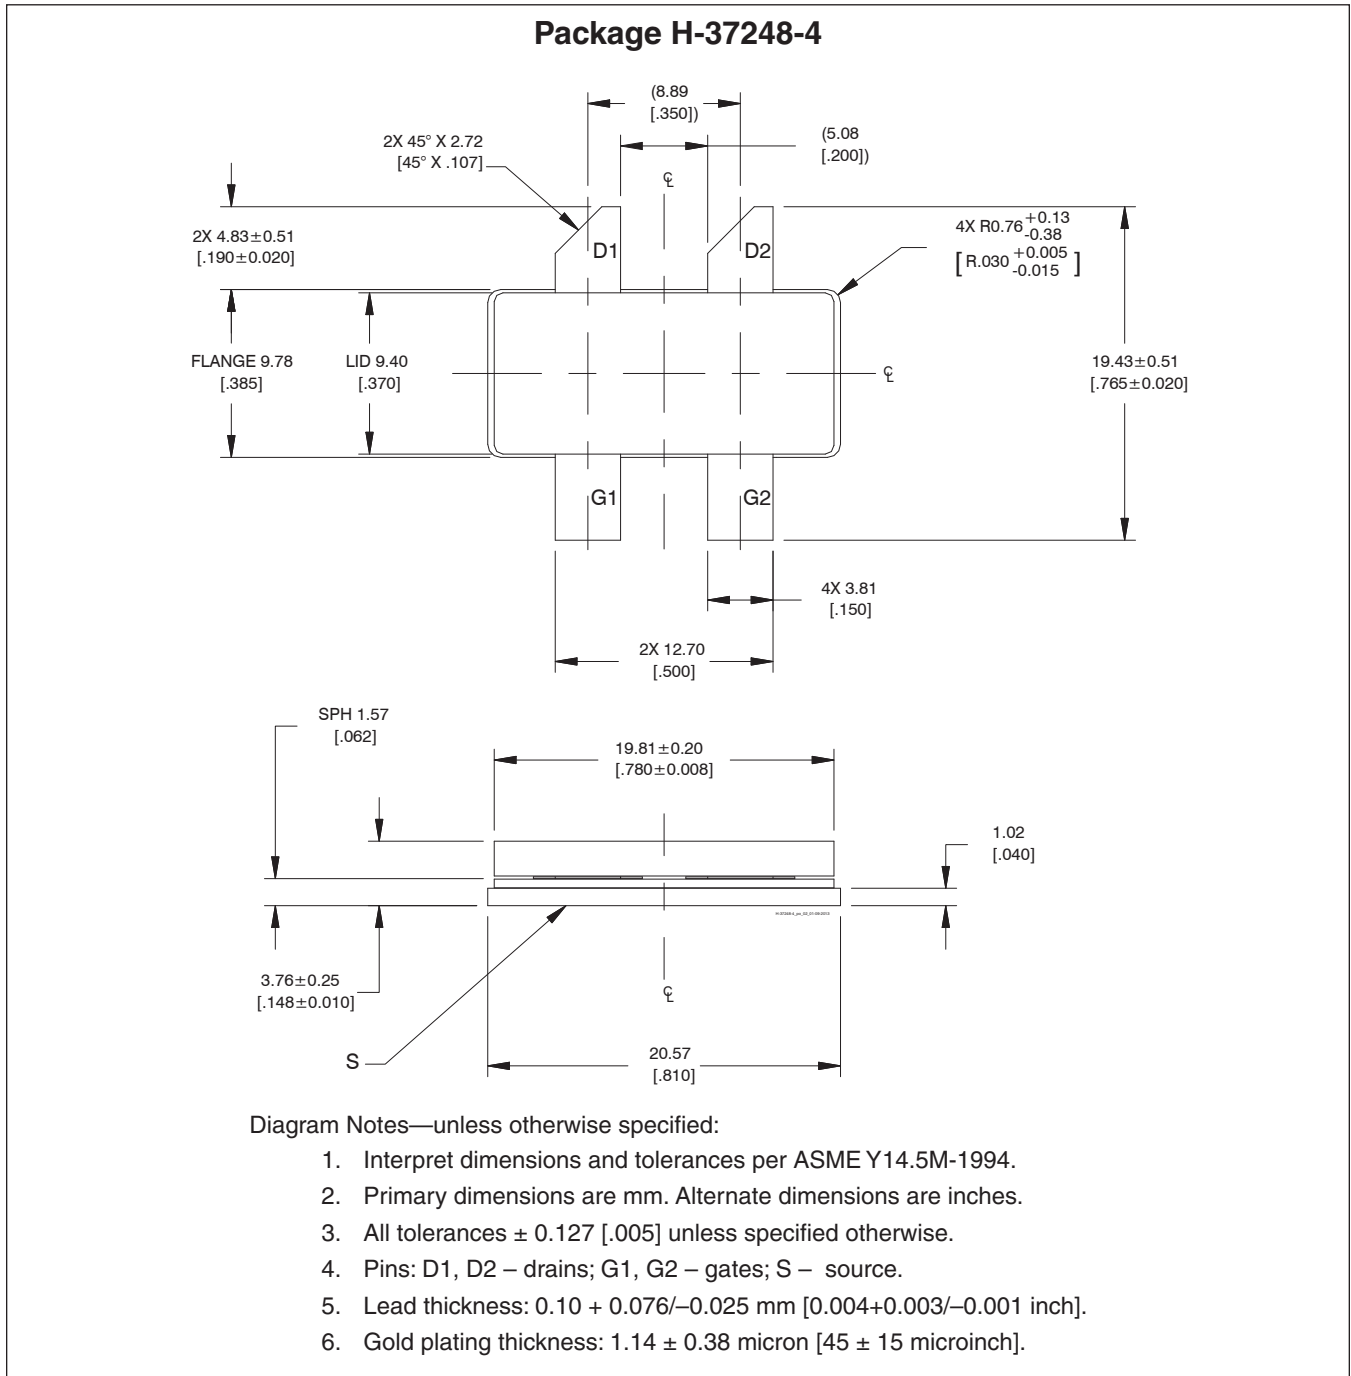 Package H-37248-4
(8.89
[.350])
2X 45° X 2.72
[45° X .107]
(5.08
[.200])
℄
2X 4.83±0.51
[.190±0.020]
D1
D2
4X R0.76 +0.13
-0.38
[ R.030 +0.005
-0.015 ]
FLANGE 9.78
[.385]
LID 9.40
[.370]
℄
19.43±0.51
[.765±0.020]
G1
G2
4X 3.81
[.150]
2X 12.70
[.500]
SPH 1.57
[.062]
19.81±0.20
[.780±0.008]
1.02
[.040]
3.76±0.25
[.148±0.010]
℄
S
20.57
[.810]
Diagram Notes—unless otherwise specified:
1. Interpret dimensions and tolerances per ASME Y14.5M-1994.
2. Primary dimensions are mm. Alternate dimensions are inches.
3. All tolerances ± 0.127 [.005] unless specified otherwise.
4. Pins: D1, D2 – drains; G1, G2 – gates; S – source.
5. Lead thickness: 0.10 + 0.076/–0.025 mm [0.004+0.003/–0.001 inch].
6. Gold plating thickness: 1.14 ± 0.38 micron [45 ± 15 microinch].